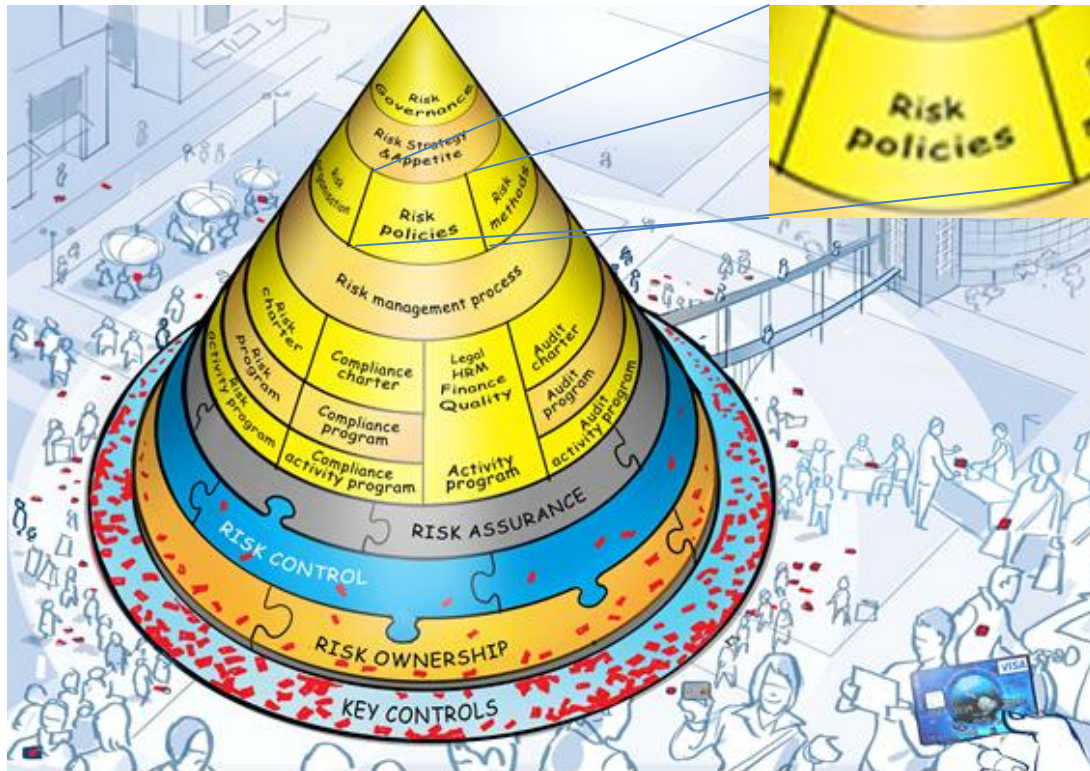 Risk
Governance
Risk Strategy
&Appetite
Risk
organisation
Risk
policies
Risk
methods
Risk management process
Risk
charter
Risk
program
Risk
activity program
Compliance
charter
Compliance
program
Compliance
activity program
Legal
HRM
Finance
Quality
Activity
program
Audit
charter
Audit
program
Audit
activity program
RISK ASSURANCE
RISK CONTROL
RISK OWNERSHIP
KEY CONTROLS
Risk
policies
VISA